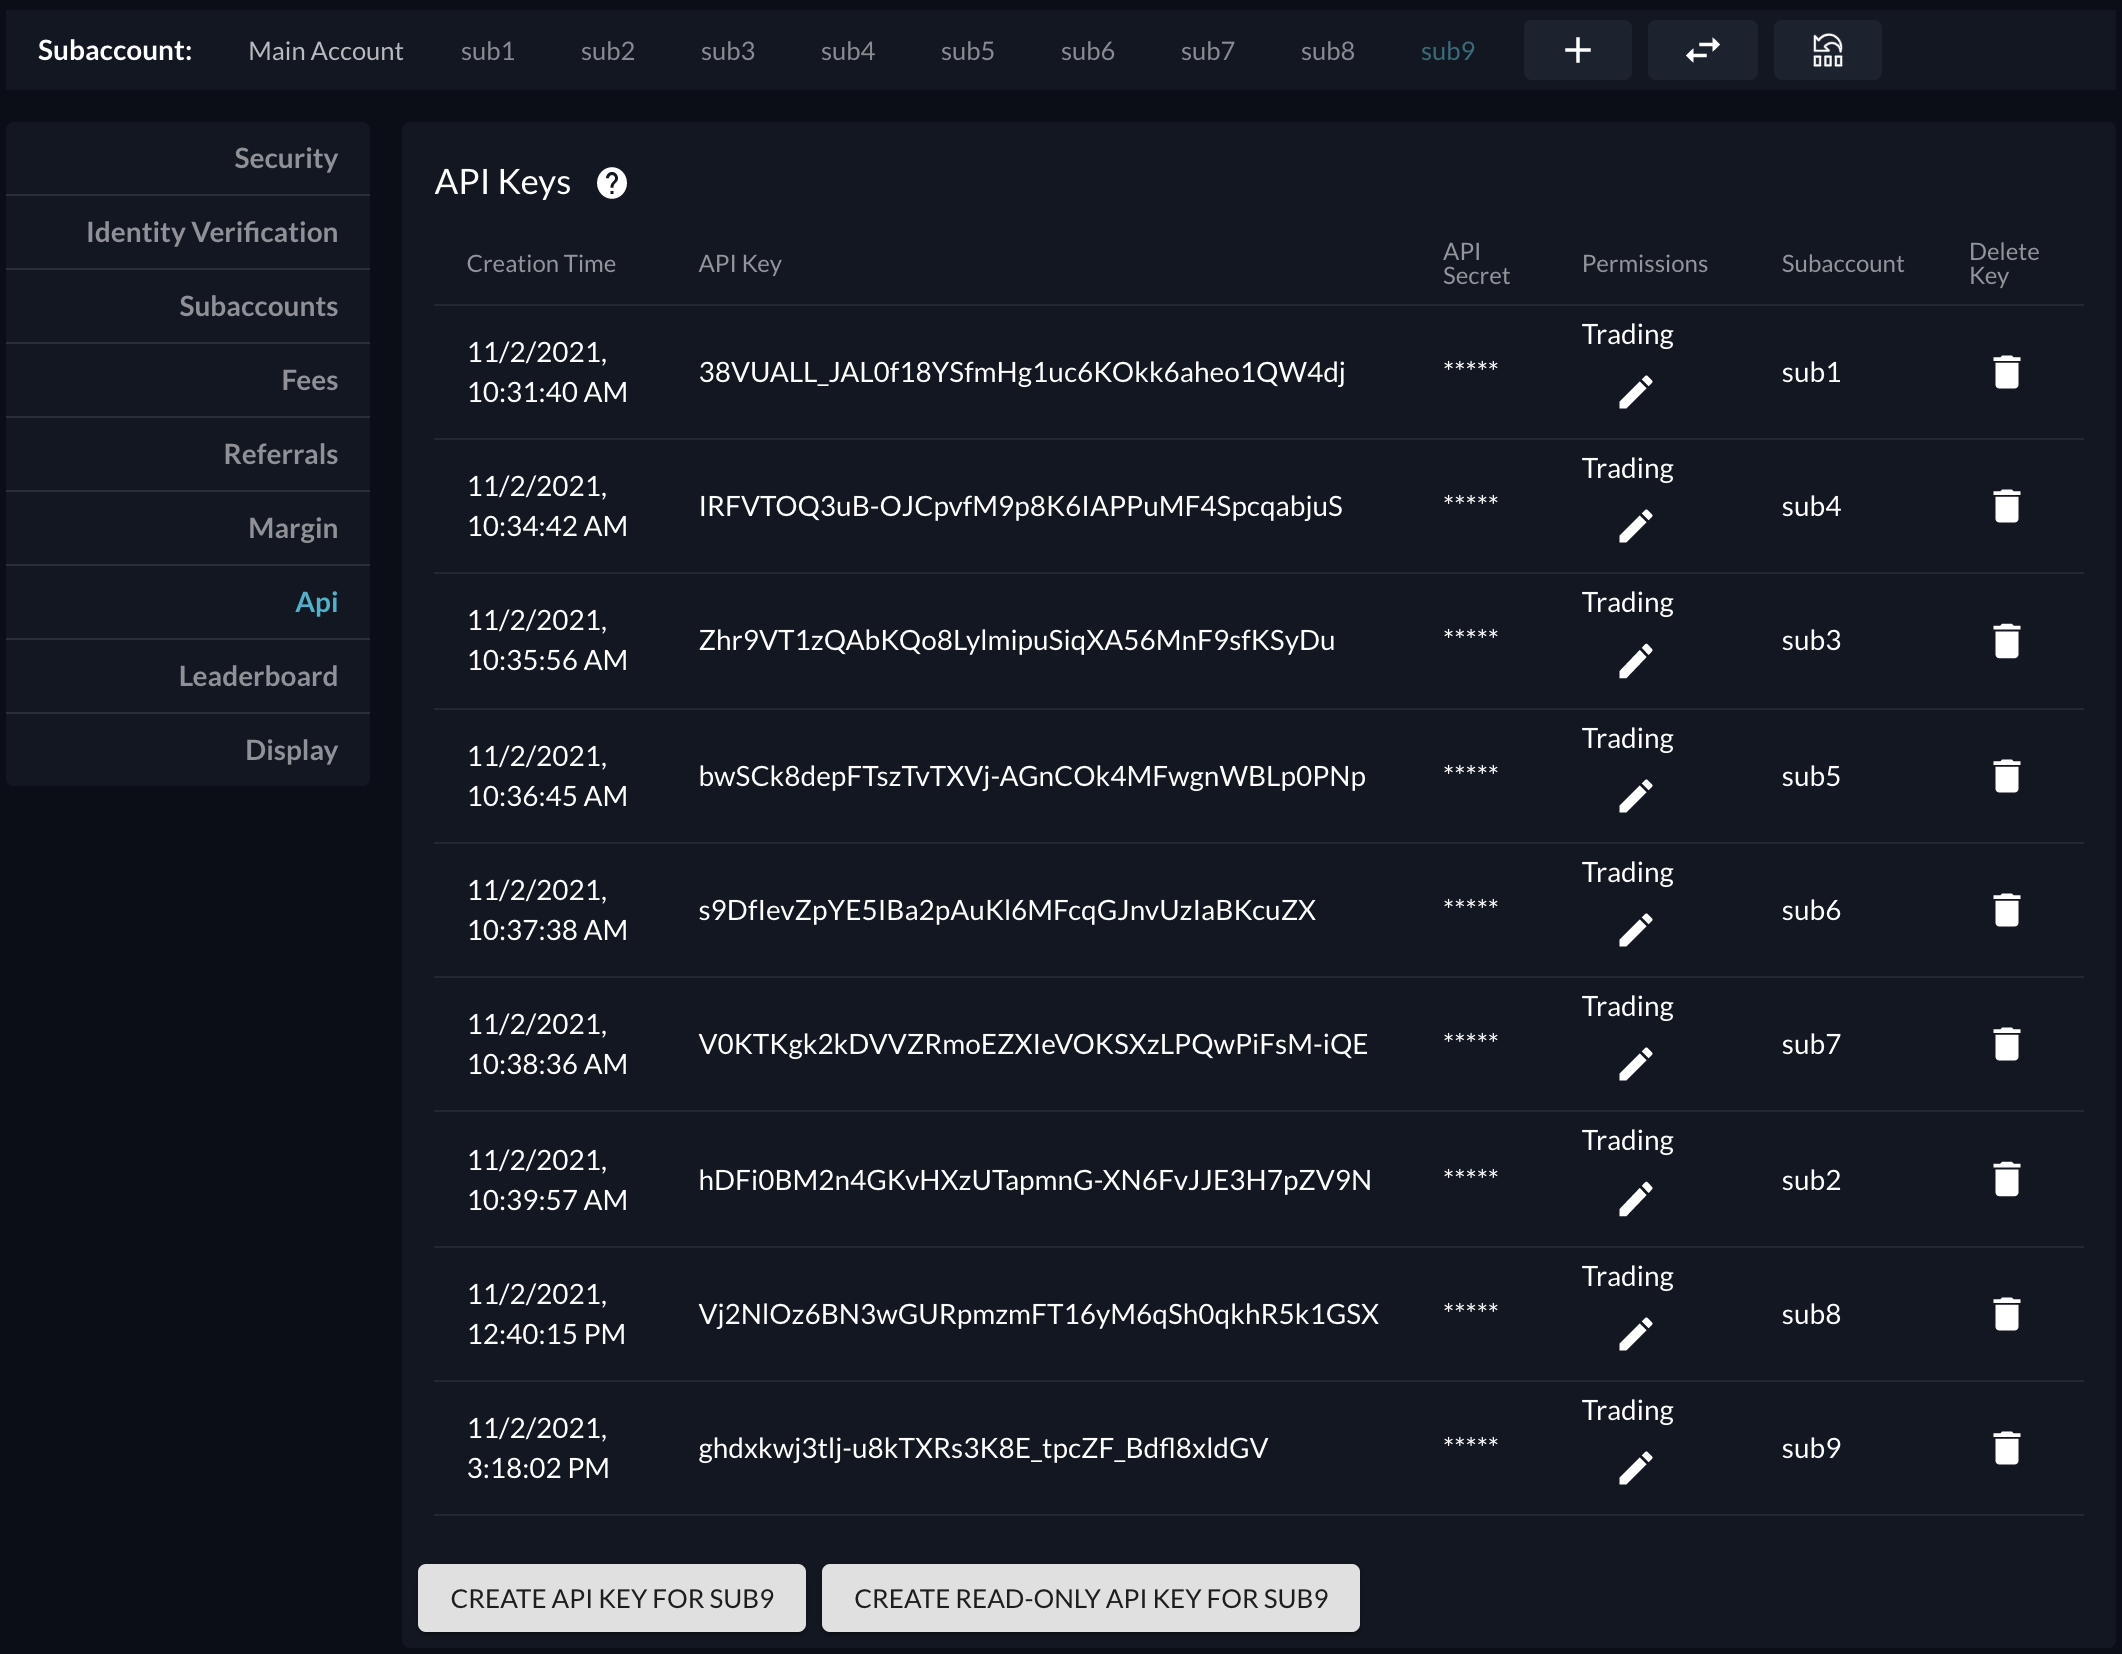 Subaccount: Main Account sub1 sub2 sub3 sub4 sub5 sub6 sub7 sub8 sub9
Security
Identity Verification
Subaccounts
Fees
Referrals
Margin
Api
Leaderboard
Display
API Keys
Creation Time API Key API Secret Permissions Subaccount Delete Key
11/2/2021,
10:31:40 AM
38VUALL_JAL0f18YSfmHg1uc6KOkk6aheo1QW4dj ***** Trading sub1
11/2/2021,
10:34:42 AM
IRFVTOQ3uB-OJCpvfM9p8K6IAPPuMF4SpcqabjuS ***** Trading sub4
11/2/2021,
10:35:56 AM
Zhr9VT1zQAbKQo8LylmipuSiqXA56MnF9sfKSyDu ***** Trading sub3
11/2/2021,
10:36:45 AM
bwSCk8depFTszTvTXVj-AGnCOk4MFwgnWBLp0PNp ***** Trading sub5
11/2/2021,
10:37:38 AM
s9DfIevZpYE5IBa2pAuKl6MFcqGJnvUzIaBKcuZX ***** Trading sub6
11/2/2021,
10:38:36 AM
V0KTKgk2kDVVZRmoEZXIeVOKSXzLPQwPiFsM-iQE ***** Trading sub7
11/2/2021,
10:39:57 AM
hDFi0BM2n4GKvHXzUTapmnG-XN6FvJJE3H7pZV9N ***** Trading sub2
11/2/2021,
12:40:15 PM
Vj2NlOz6BN3wGURpmzmFT16yM6qSh0qkhR5k1GSX ***** Trading sub8
11/2/2021,
3:18:02 PM
ghdxkwj3tlj-u8kTXRs3K8E_tpcZF_Bdfl8xldGV ***** Trading sub9
CREATE API KEY FOR SUB9 CREATE READ-ONLY API KEY FOR SUB9